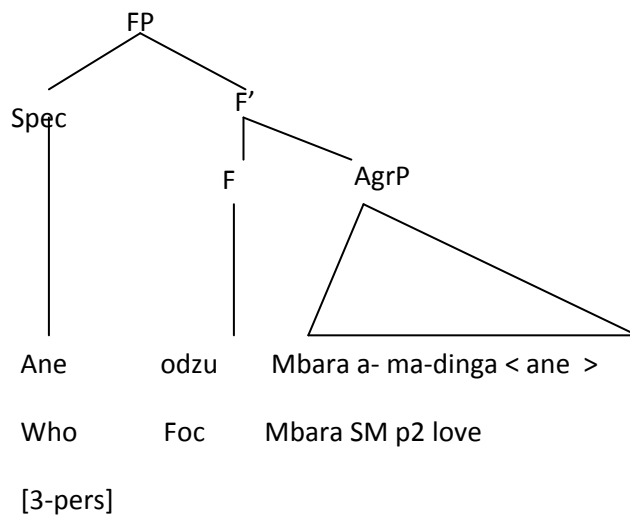 FP
F’
Spec
F AgrP
Ane odzu Mbara a- ma-dinga < ane >
Who Foc Mbara SM p2 love
[3-pers]